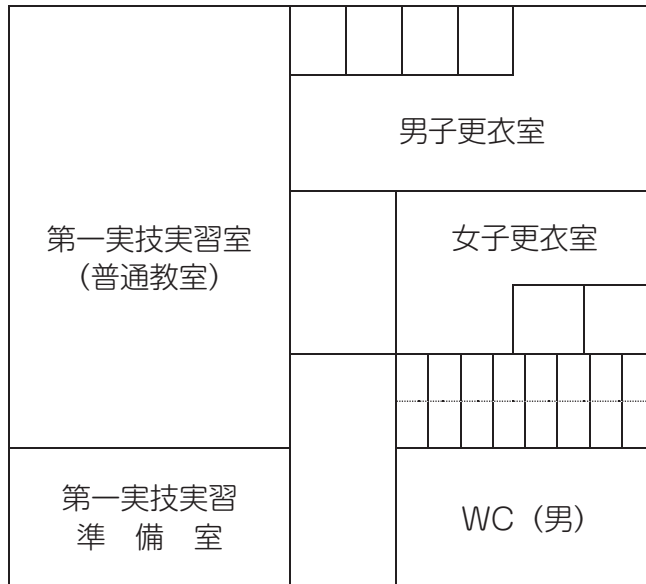 男子更衣室
第一実技実習室
（普通教室）
女子更衣室
第一実技実習
準　備　室
WC（男）